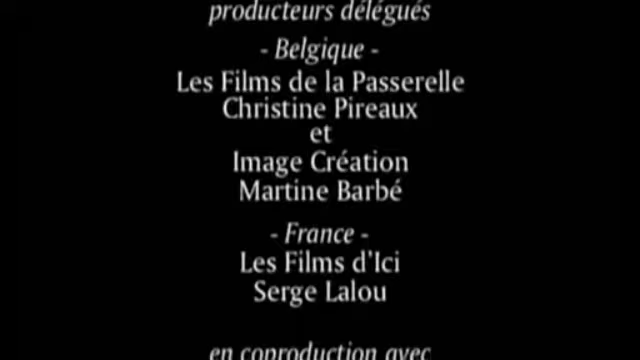 producteurs délégués
- Belgique -
Les Films de la Passerelle
Christine Pireaux
et
Image Création
Martine Barbé
- France -
Les Films d'Ici
Serge Lalou
en coproduction avec